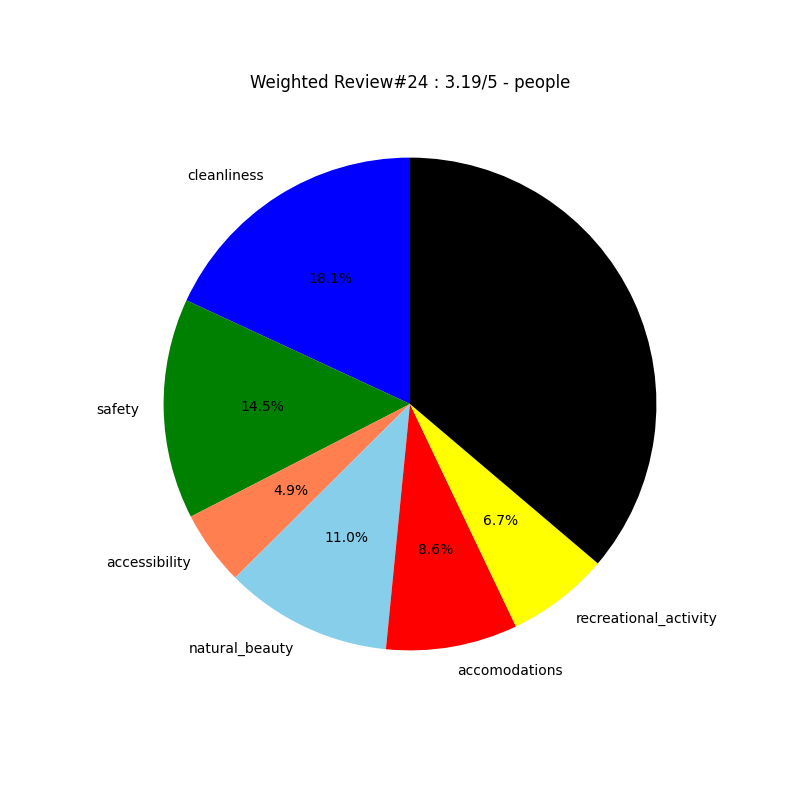 Weighted Review#24 : 3.19/5 - people
cleanliness
18.1%
safety
14.5%
4.9%
accessibility
11.0%
natural_beauty
8.6%
accomodations
6.7%
recreational_activity